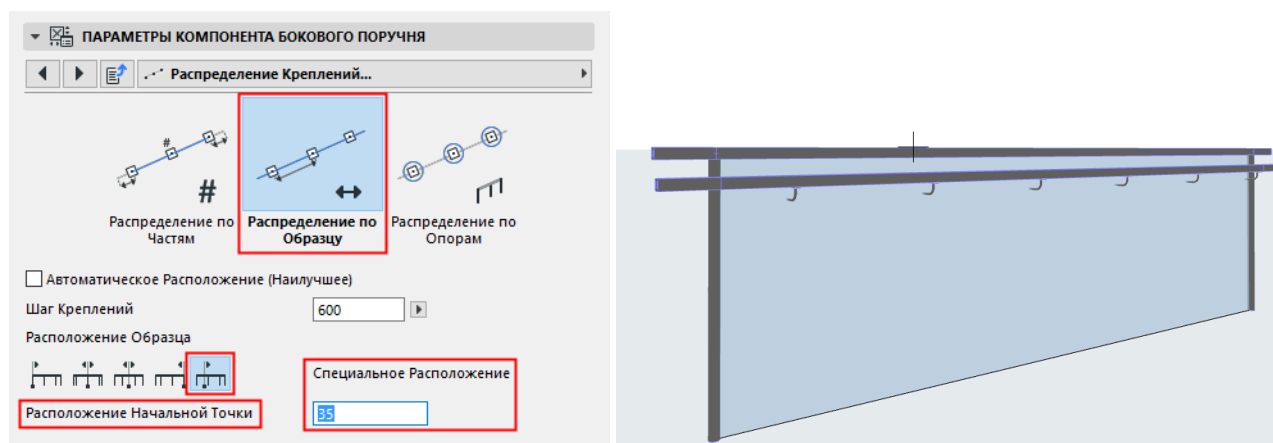 ПАРАМЕТРЫ КОМПОНЕНТА БОКОВОГО ПОРУЧНЯ
Распределение Креплений...
#
#
Распределение по
Частям
Распределение по
Образцу
Распределение по
Опорам
Автоматическое Расположение (Наилучшее)
Шаг Креплений 600
Расположение Образца
Специальное Расположение
Расположение Начальной Точки 35